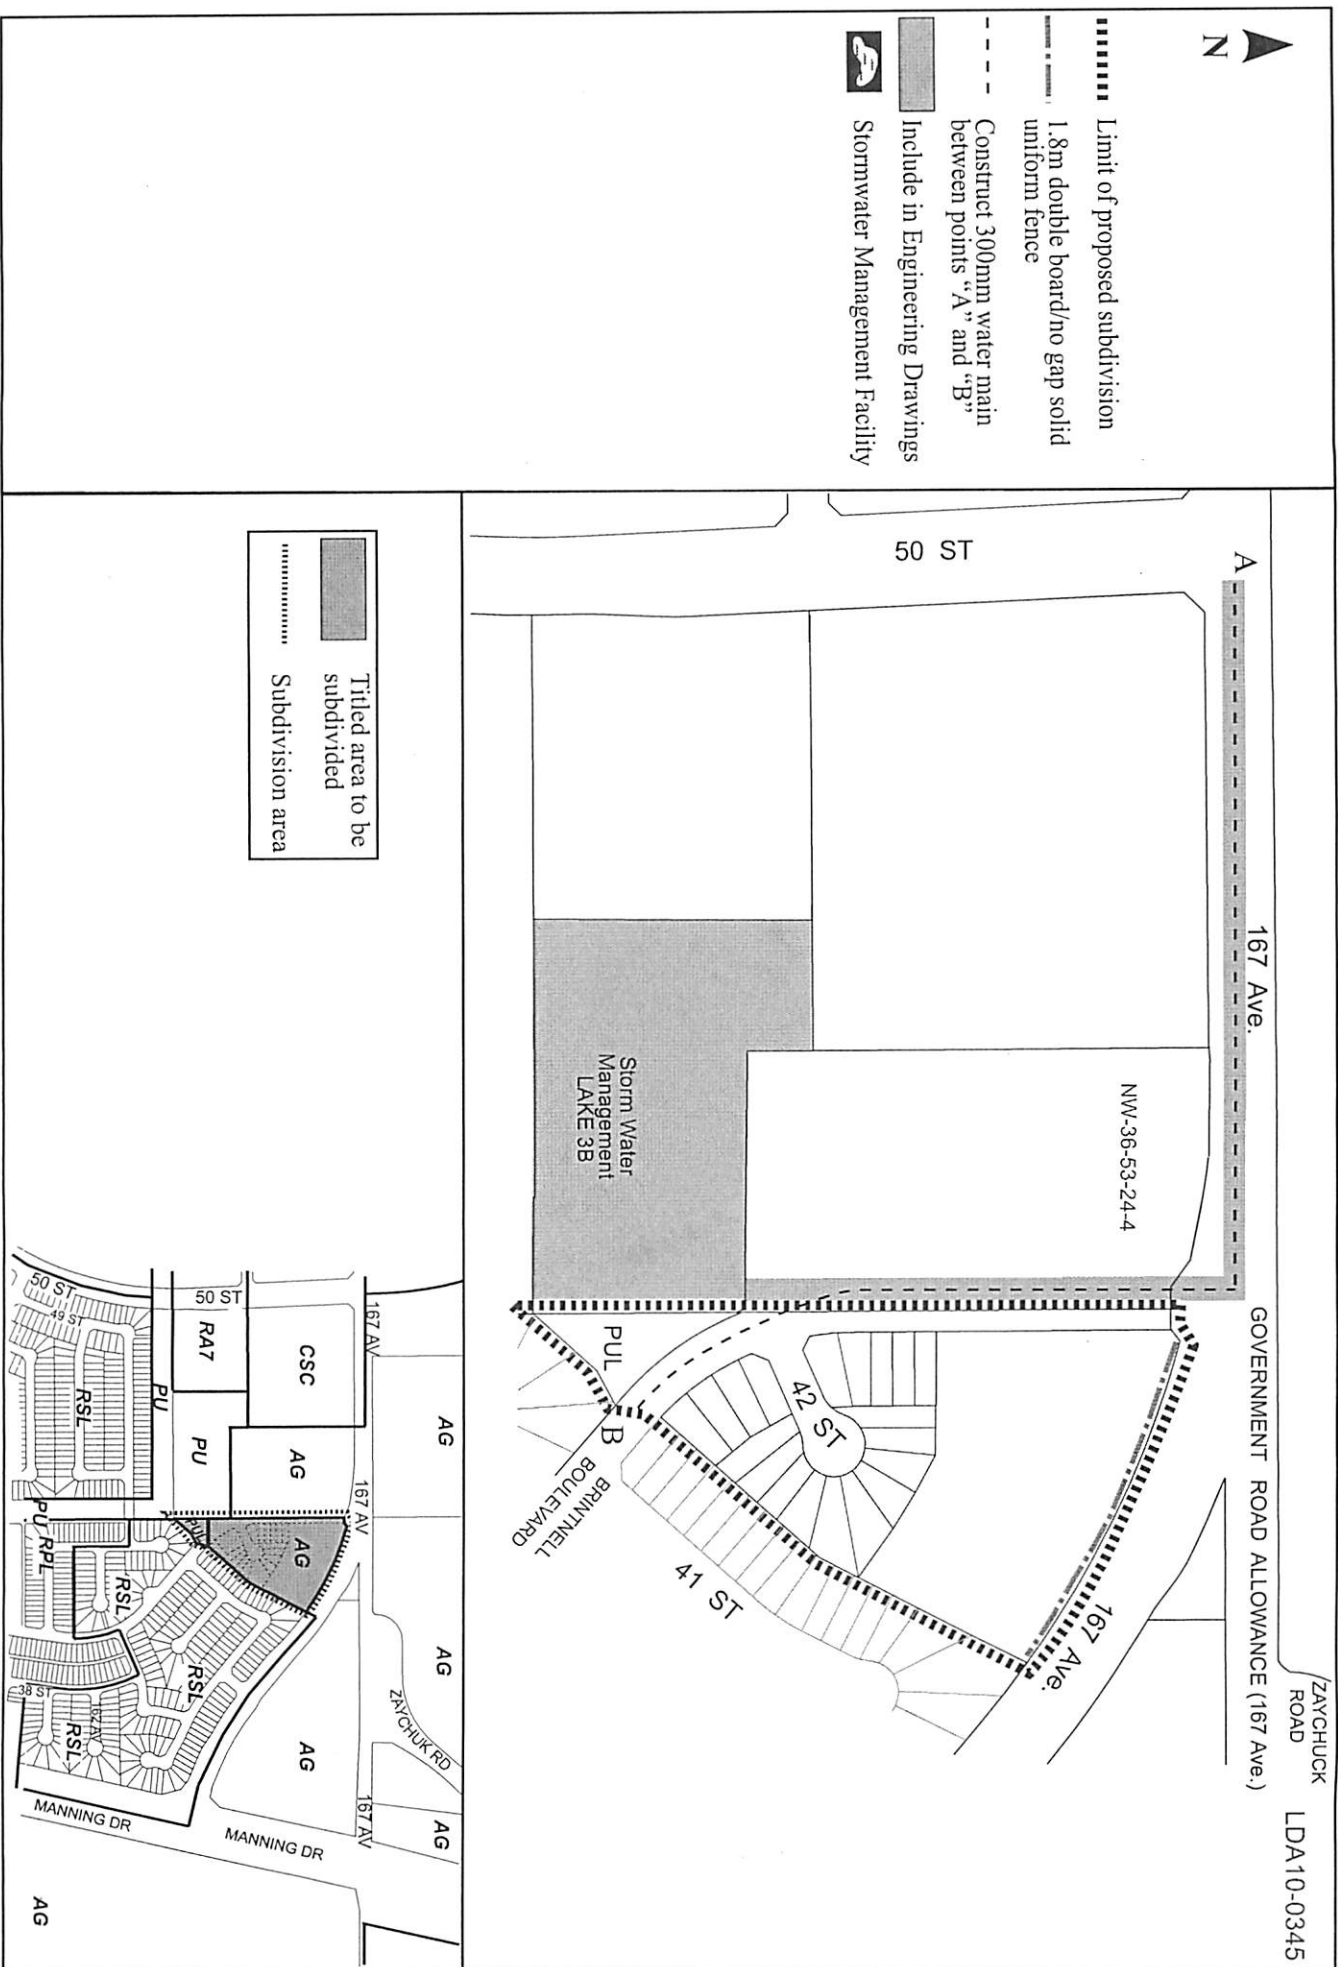 N
Limit of proposed subdivision
1.8m double board/no gap solid
uniform fence
Construct 300mm water main
between points “A” and “B”
Include in Engineering Drawings
Stormwater Management Facility
LDA10-0345
ZAYCHUCK
ROAD
GOVERNMENT ROAD ALLOWANCE (167 Ave.)
167 Ave.
A
50 ST
NW-36-53-24-4
167 Ave.
Storm Water
Management
LAKE 3B
42 ST
PUL
B
BRINTNELL
BOULEVARD
41 ST
Titled area to be
subdivided
Subdivision area
167 AV
AG
167 AV
AG
ZAYCHUK RD
167 AV
AG
CSC
AG
AG
AG
50 ST
RA7
PU
PUL
RSL
MANNING DR
50 ST
49 ST
RSL
PU
PU
RPL
RSL
38 ST
162 AV
RSL
MANNING DR
AG